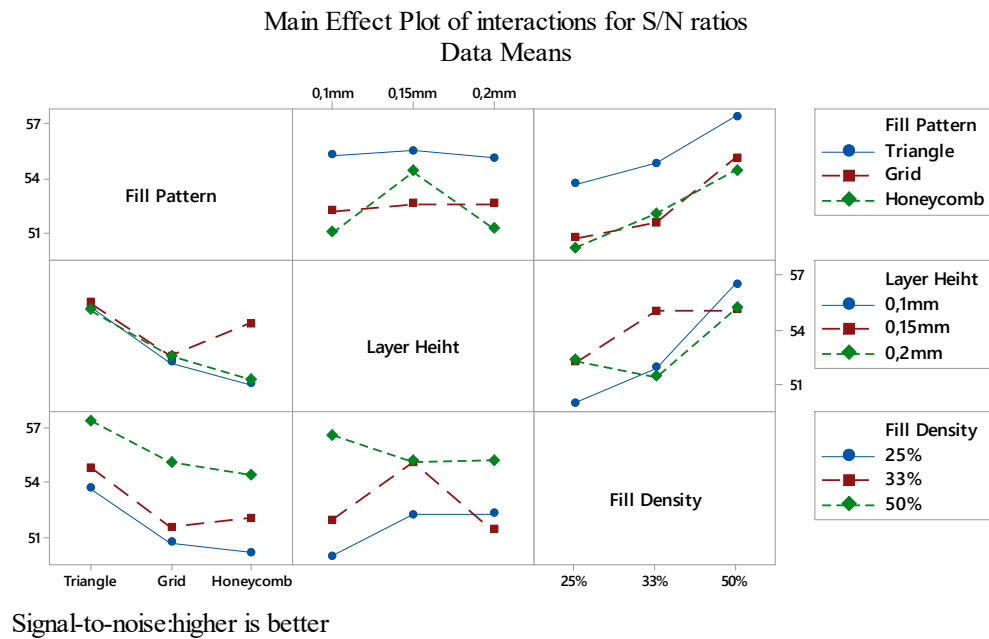 Main Effect Plot of interactions for S/N ratios
Data Means
0,1mm 0,15mm 0,2mm
57
54
51
Fill Pattern
Fill Pattern
Triangle
Grid
Honeycomb
Layer Heiht
57
54
51
Layer Heiht
0,1mm
0,15mm
0,2mm
57
54
51
Fill Density
Fill Density
25%
33%
50%
Triangle Grid Honeycomb
25% 33% 50%
Signal-to-noise:higher is better